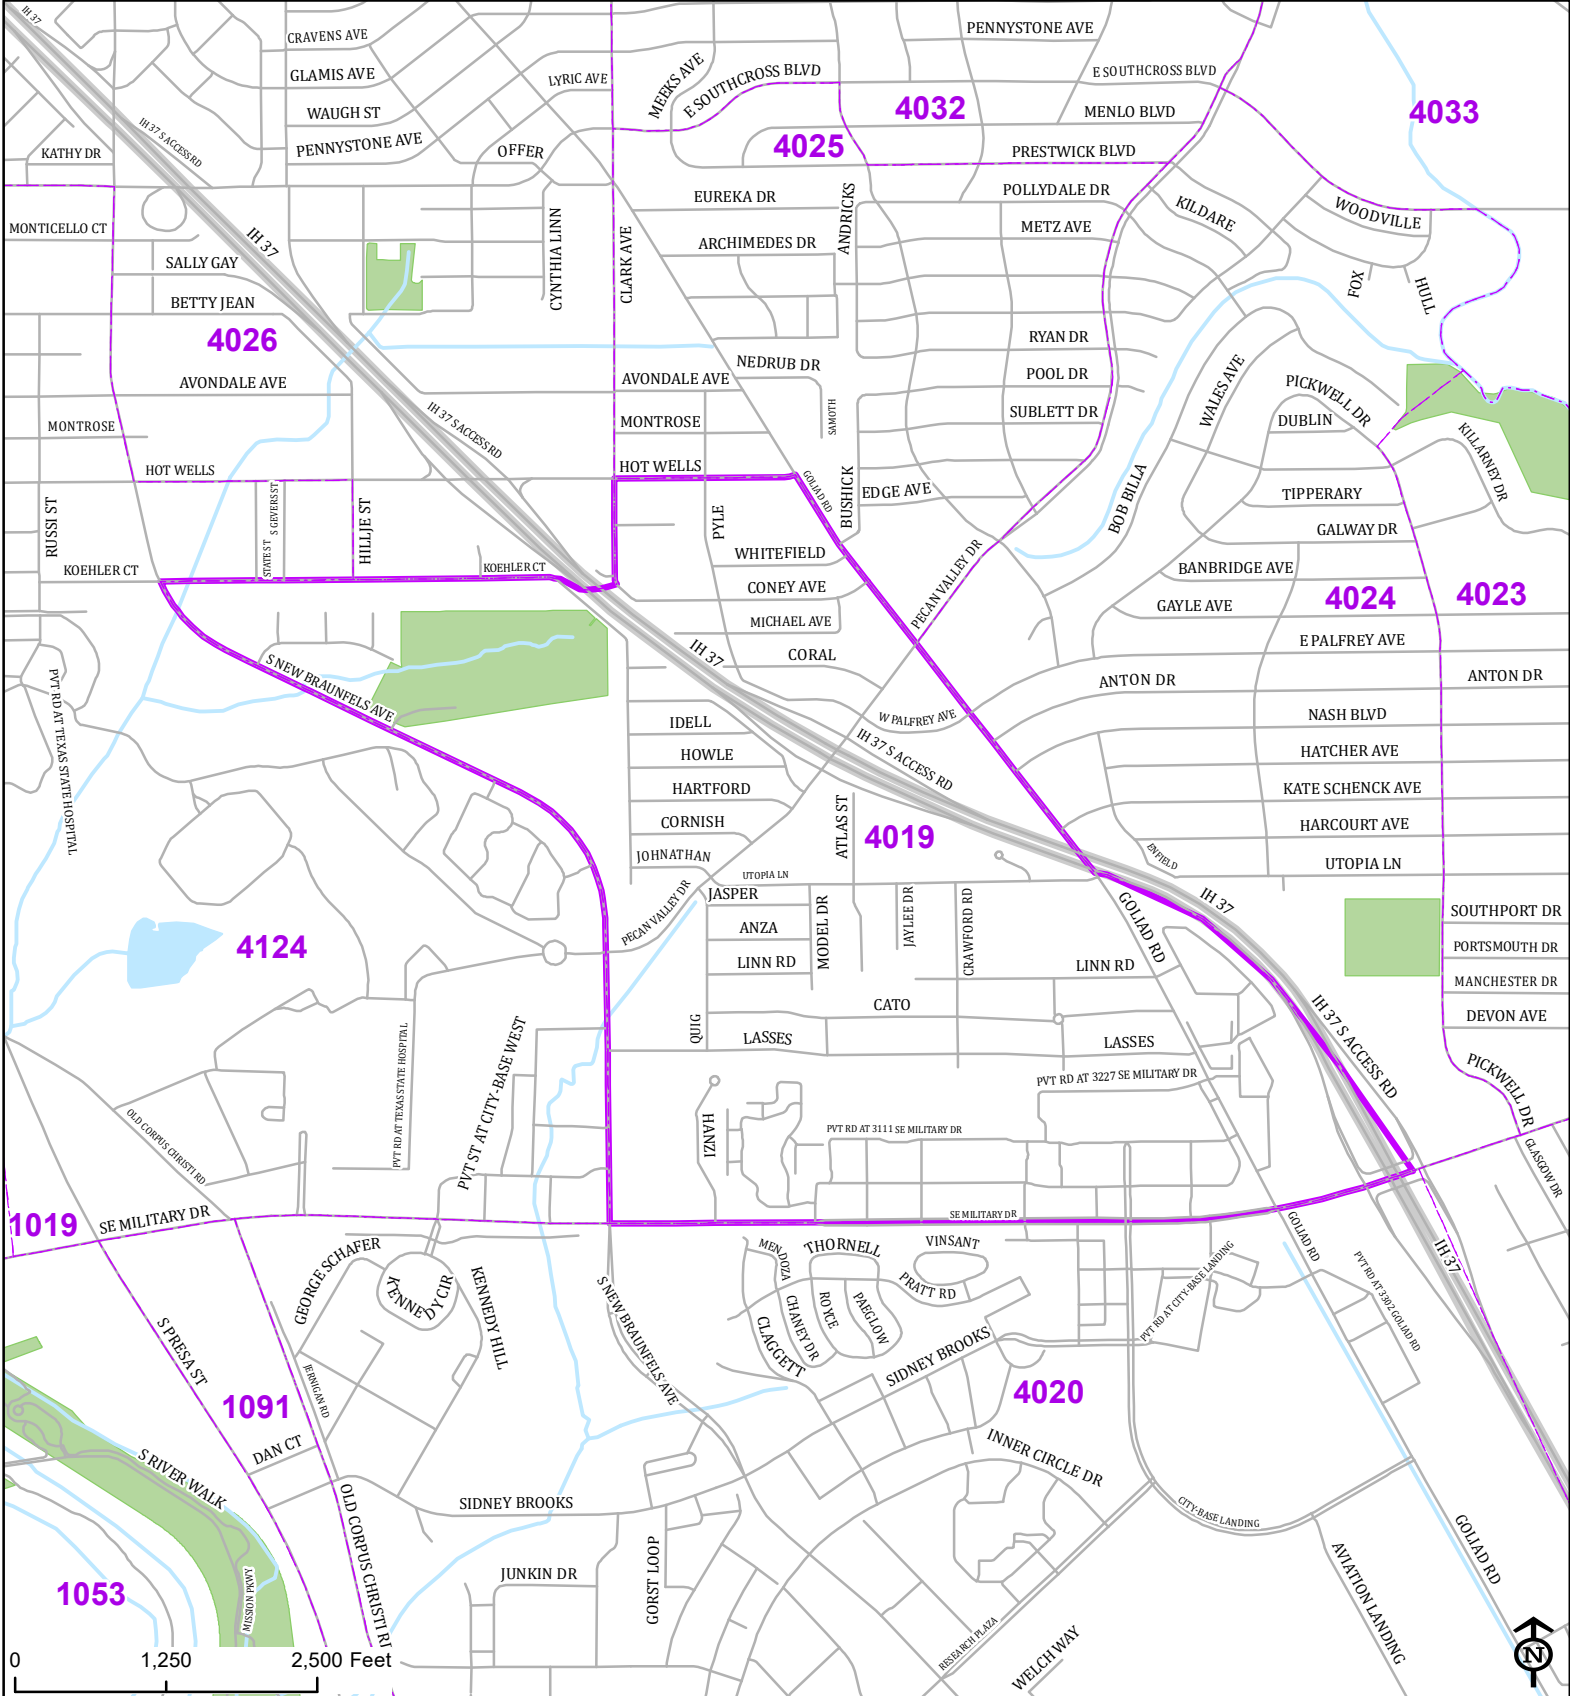 IH 37
CRAVENS AVE
PENNYSTONE AVE
GLAMIS AVE
LYRIC AVE
MEEKS AVE
E SOUTHCROSS BLVD
E SOUTHCROSS BLVD
WAUGH ST
4032
MENLO BLVD
4033
IH 37 S ACCESS RD
PENNYSTONE AVE
OFFER
4025
PRESTWICK BLVD
KATHY DR
EUREKA DR
ANDRICKS
POLLYDALE DR
KILDARE
WOODVILLE
MONTICELLO CT
IH 37
CYNTHIA LINN
CLARK AVE
ARCHIMEDES DR
METZ AVE
SALLY GAY
FOX
HULL
BETTY JEAN
4026
RYAN DR
NEDRUB DR
AVONDALE AVE
AVONDALE AVE
POOL DR
WALES AVE
PICKWELL DR
IH 37 S ACCESS RD
MONTROSE
SAMOTH
SUBLETT DR
DUBLIN
MONTROSE
KILLARNEY DR
HOT WELLS
HOT WELLS
GOLIAD RD
BUSHICK
EDGE AVE
BOB BILLA
TIPPERARY
RUSSI ST
S GEVERS ST
STATE ST
HILLJE ST
PYLE
GALWAY DR
KOEHLER CT
KOEHLER CT
WHITEFIELD
PECAN VALLEY DR
BANBRIDGE AVE
CONEY AVE
GAYLE AVE
4024
4023
MICHAEL AVE
E PALFREY AVE
IH 37
CORAL
S NEW BRAUNFELS AVE
ANTON DR
ANTON DR
PVT RD AT TEXAS STATE HOSPITAL
IDELL
W PALFREY AVE
NASH BLVD
HOWLE
IH 37 S ACCESS RD
HATCHER AVE
HARTFORD
KATE SCHENCK AVE
CORNISH
ATLAS ST
4019
HARCOURT AVE
JOHNATHAN
ENFIELD
UTOPIA LN
UTOPIA LN
JASPER
PECAN VALLEY DR
MODEL DR
JAYLEE DR
CRAWFORD RD
GOLIAD RD
IH 37
SOUTHPORT DR
ANZA
4124
PORTSMOUTH DR
LINN RD
LINN RD
MANCHESTER DR
CATO
IH 37 S ACCESS RD
DEVON AVE
QUIG
LASSES
LASSES
PVT RD AT TEXAS STATE HOSPITAL
PVT ST AT CITY-BASE WEST
PVT RD AT 3227 SE MILITARY DR
PICKWELL DR
OLD CORPUS CHRISTI RD
HANZI
PVT RD AT 3111 SE MILITARY DR
GLASGOW DR
1019
SE MILITARY DR
SE MILITARY DR
GOLIAD RD
GEORGE SCHAFER
MENDOZA
THORNELL
VINSANT
PVT RD AT CITY-BASE LANDING
IH 37
KENNEDY CIR
KENNEDY HILL
S NEW BRAUNFELS AVE
CHANEY DR
ROYCE
PAEGLOW
PRATT RD
PVT RD AT 3302 GOLIAD RD
S PRESA ST
CLAGGETT
SIDNEY BROOKS
JERNIGAN RD
1091
4020
DAN CT
INNER CIRCLE DR
S RIVER WALK
SIDNEY BROOKS
CITY-BASE LANDING
OLD CORPUS CHRISTI RD
GOLIAD RD
1053
MISSION PKWY
JUNKIN DR
GORST LOOP
AVIATION LANDING
RESEARCH PLAZA
WELCH WAY
0 1,250 2,500 Feet
N